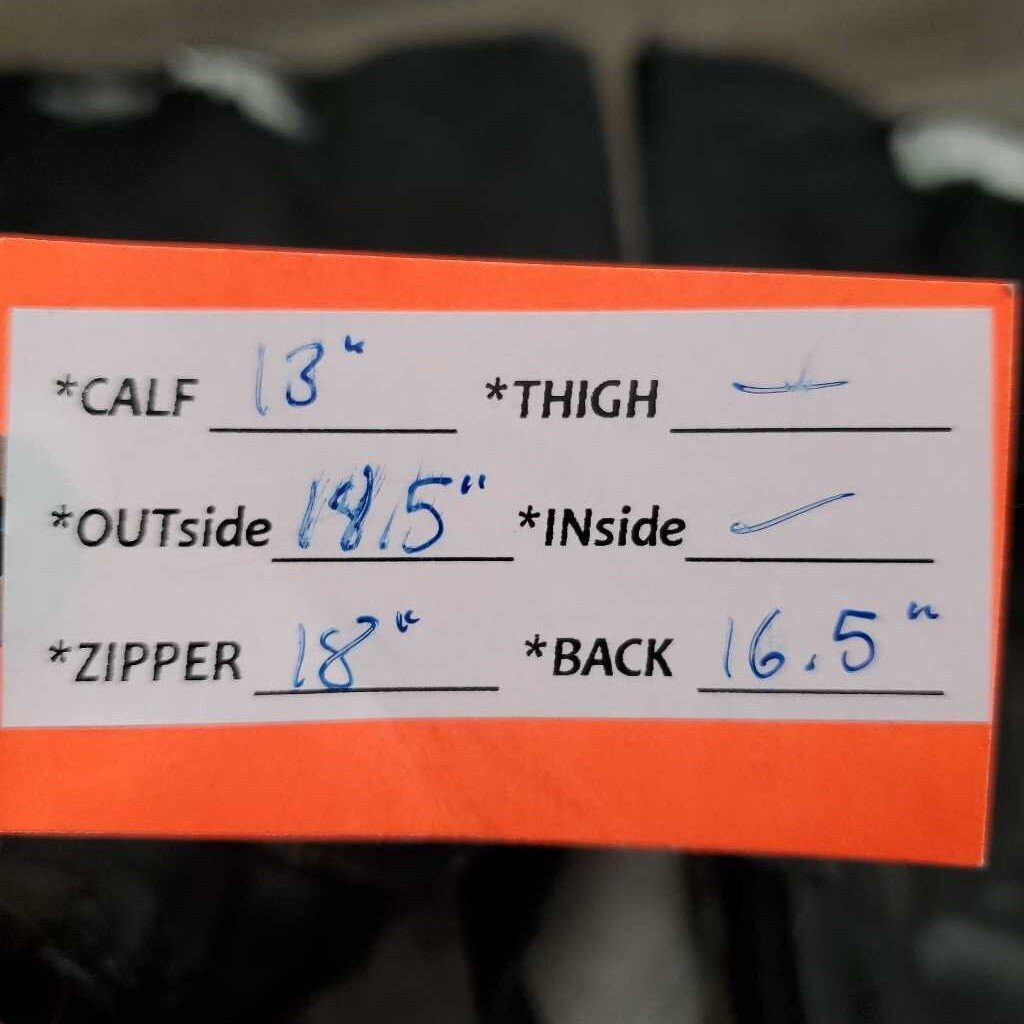 *CALF 13" *THIGH —
*OUTside 18.5" *INside —
*ZIPPER 18" *BACK 16.5"